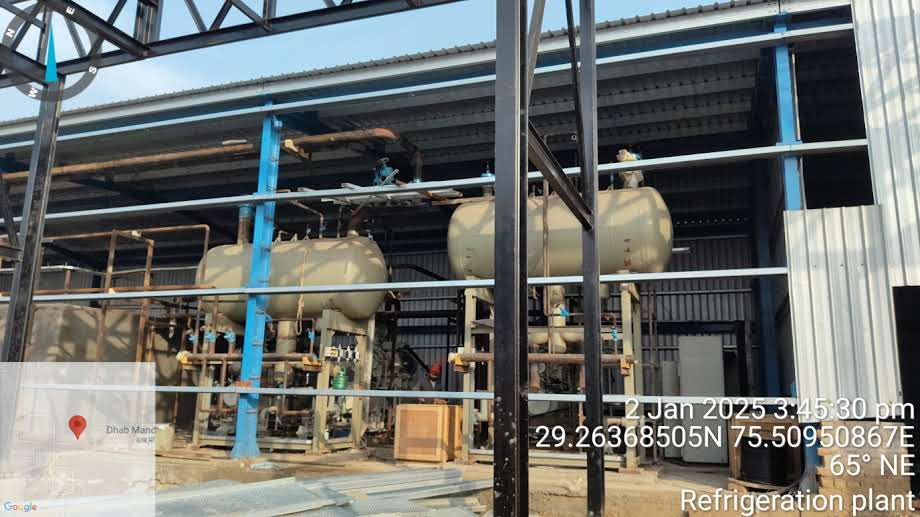 N
E
S
W
Dhab Mand
Google
2 Jan 2025 3:45:30 pm
29.26368505N 75.50950867E
65° NE
Refrigeration plant